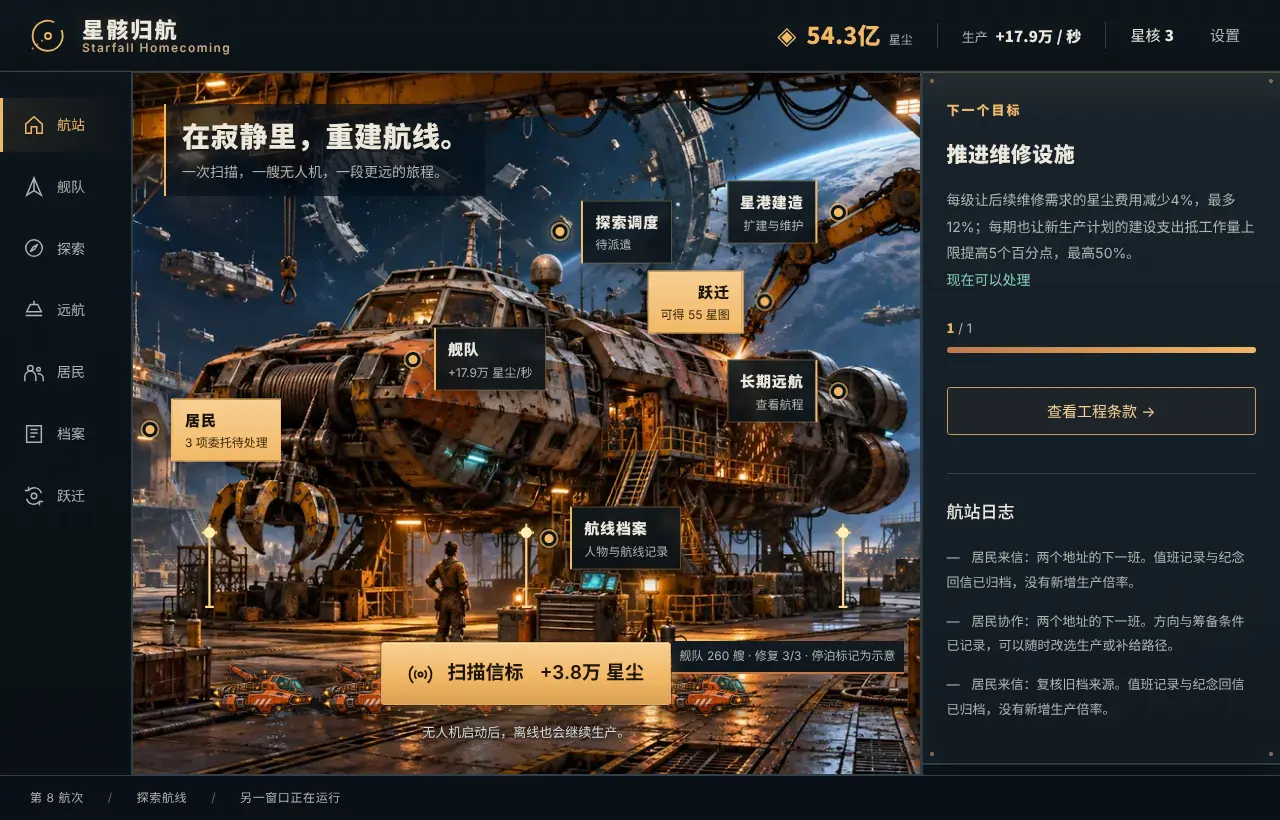 星骸归航
Starfall Homecoming
54.3亿 星尘
生产 +17.9万 / 秒
星核 3
设置
航站
舰队
探索
远航
居民
档案
跃迁
在寂静里，重建航线。
一次扫描，一艘无人机，一段更远的旅程。
探索调度
待派遣
星港建造
扩建与维护
跃迁
可得 55 星图
舰队
+17.9万 星尘/秒
长期远航
查看航程
居民
3 项委托待处理
航线档案
人物与航线记录
扫描信标 +3.8万 星尘
舰队 260 艘 · 修复 3/3 · 停泊标记为示意
无人机启动后，离线也会继续生产。
下一个目标
推进维修设施
每级让后续维修需求的星尘费用减少4%，最多
12%；每期也让新生产计划的建设支出抵工作量上
限提高5个百分点，最高50%。
现在可以处理
1 / 1
查看工程条款 →
航站日志
— 居民来信：两个地址的下一班。值班记录与纪念
回信已归档，没有新增生产倍率。
— 居民协作：两个地址的下一班。方向与筹备条件
已记录，可以随时改选生产或补给路径。
— 居民来信：复核旧档来源。值班记录与纪念回信
已归档，没有新增生产倍率。
第 8 航次 / 探索航线 / 另一窗口正在运行